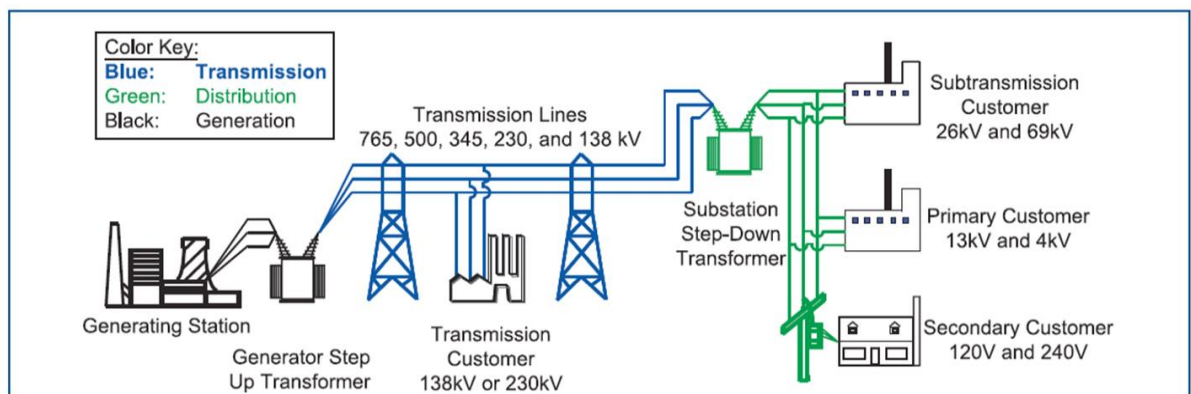 Color Key:
Blue: Transmission
Green: Distribution
Black: Generation
Transmission Lines
765, 500, 345, 230, and 138 kV
Subtransmission
Customer
26kV and 69kV
Substation
Step-Down
Transformer
Primary Customer
13kV and 4kV
Generating Station
Generator Step
Up Transformer
Transmission
Customer
138kV or 230kV
Secondary Customer
120V and 240V